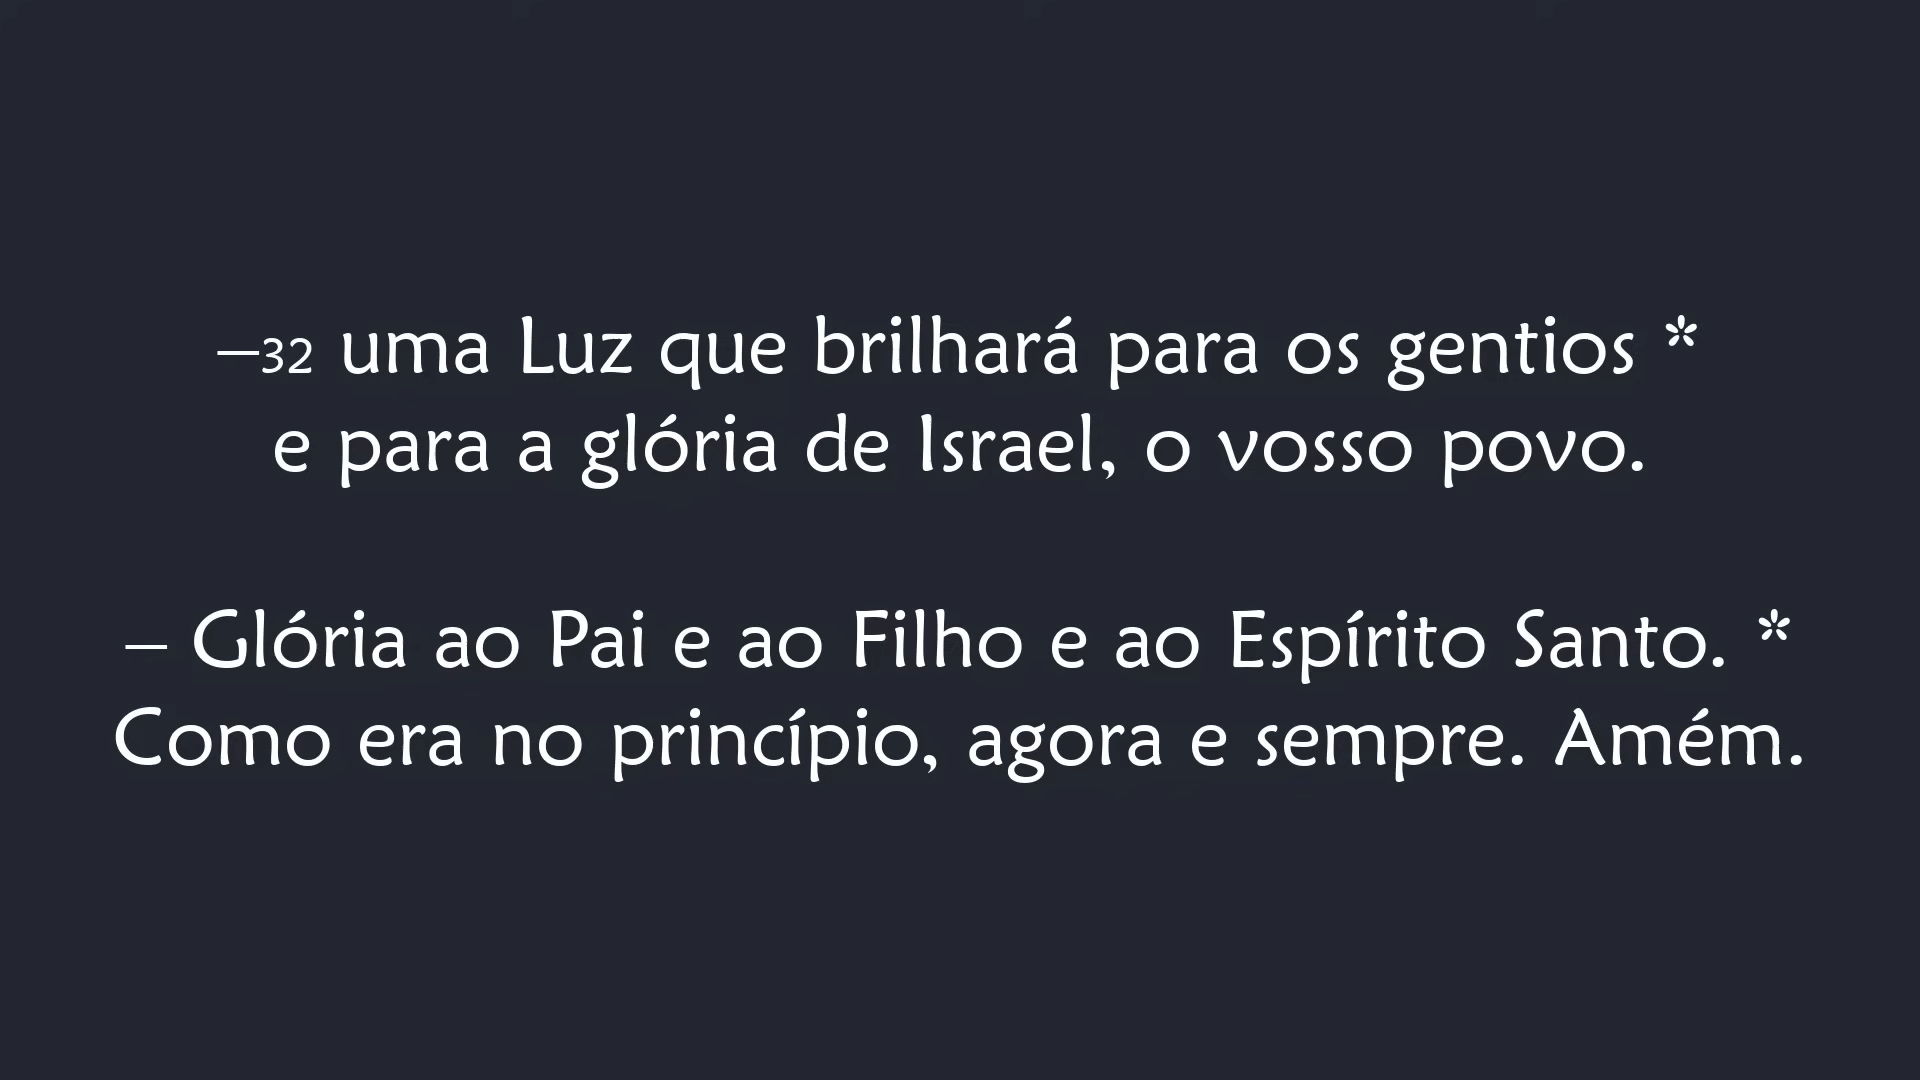 –32 uma Luz que brilhará para os gentios *
e para a glória de Israel, o vosso povo.
– Glória ao Pai e ao Filho e ao Espírito Santo. *
Como era no princípio, agora e sempre. Amém.